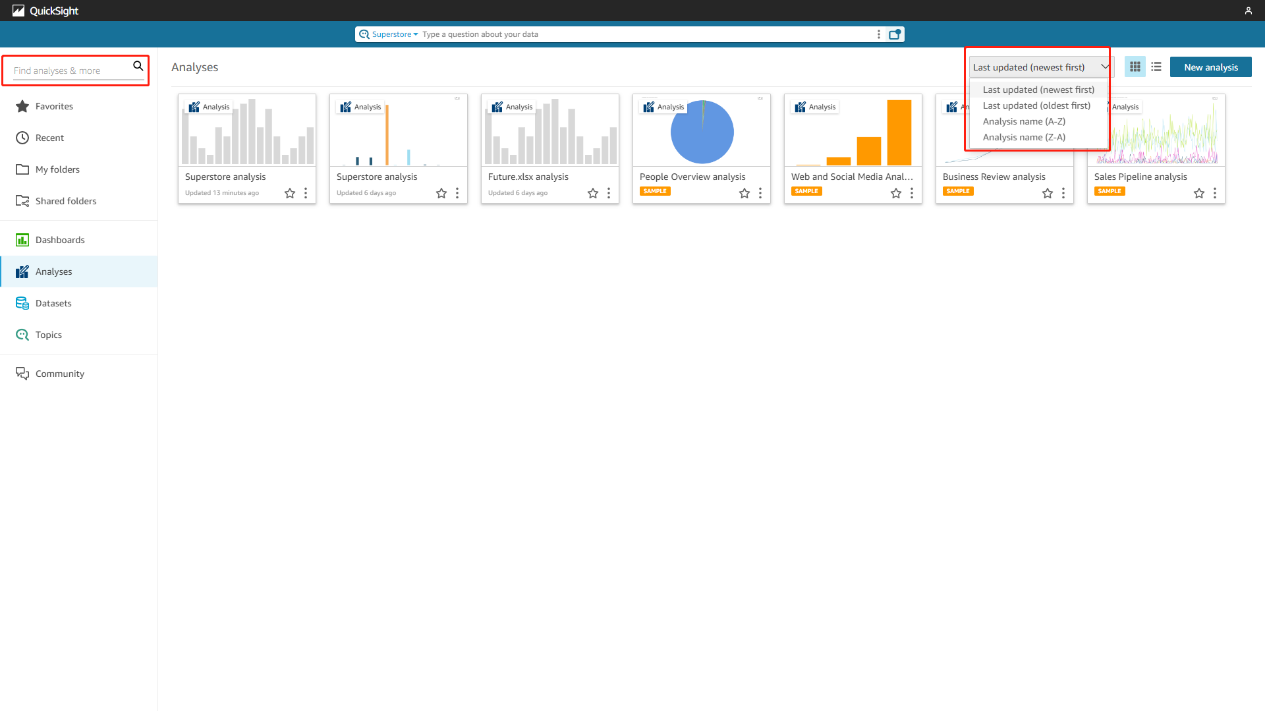 QuickSight
Superstore
Type a question about your data
Find analyses & more
Favorites
Recent
My folders
Shared folders
Dashboards
Analyses
Datasets
Topics
Community
Analyses
Last updated (newest first)
New analysis
Last updated (newest first)
Last updated (oldest first)
Analysis name (A-Z)
Analysis name (Z-A)
Analysis
Superstore analysis
Updated 13 minutes ago
Analysis
Superstore analysis
Updated 6 days ago
Analysis
Future.xlsx analysis
Updated 6 days ago
Analysis
People Overview analysis
SAMPLE
Analysis
Web and Social Media Anal...
SAMPLE
An
Business Review analysis
SAMPLE
Analysis
Sales Pipeline analysis
SAMPLE